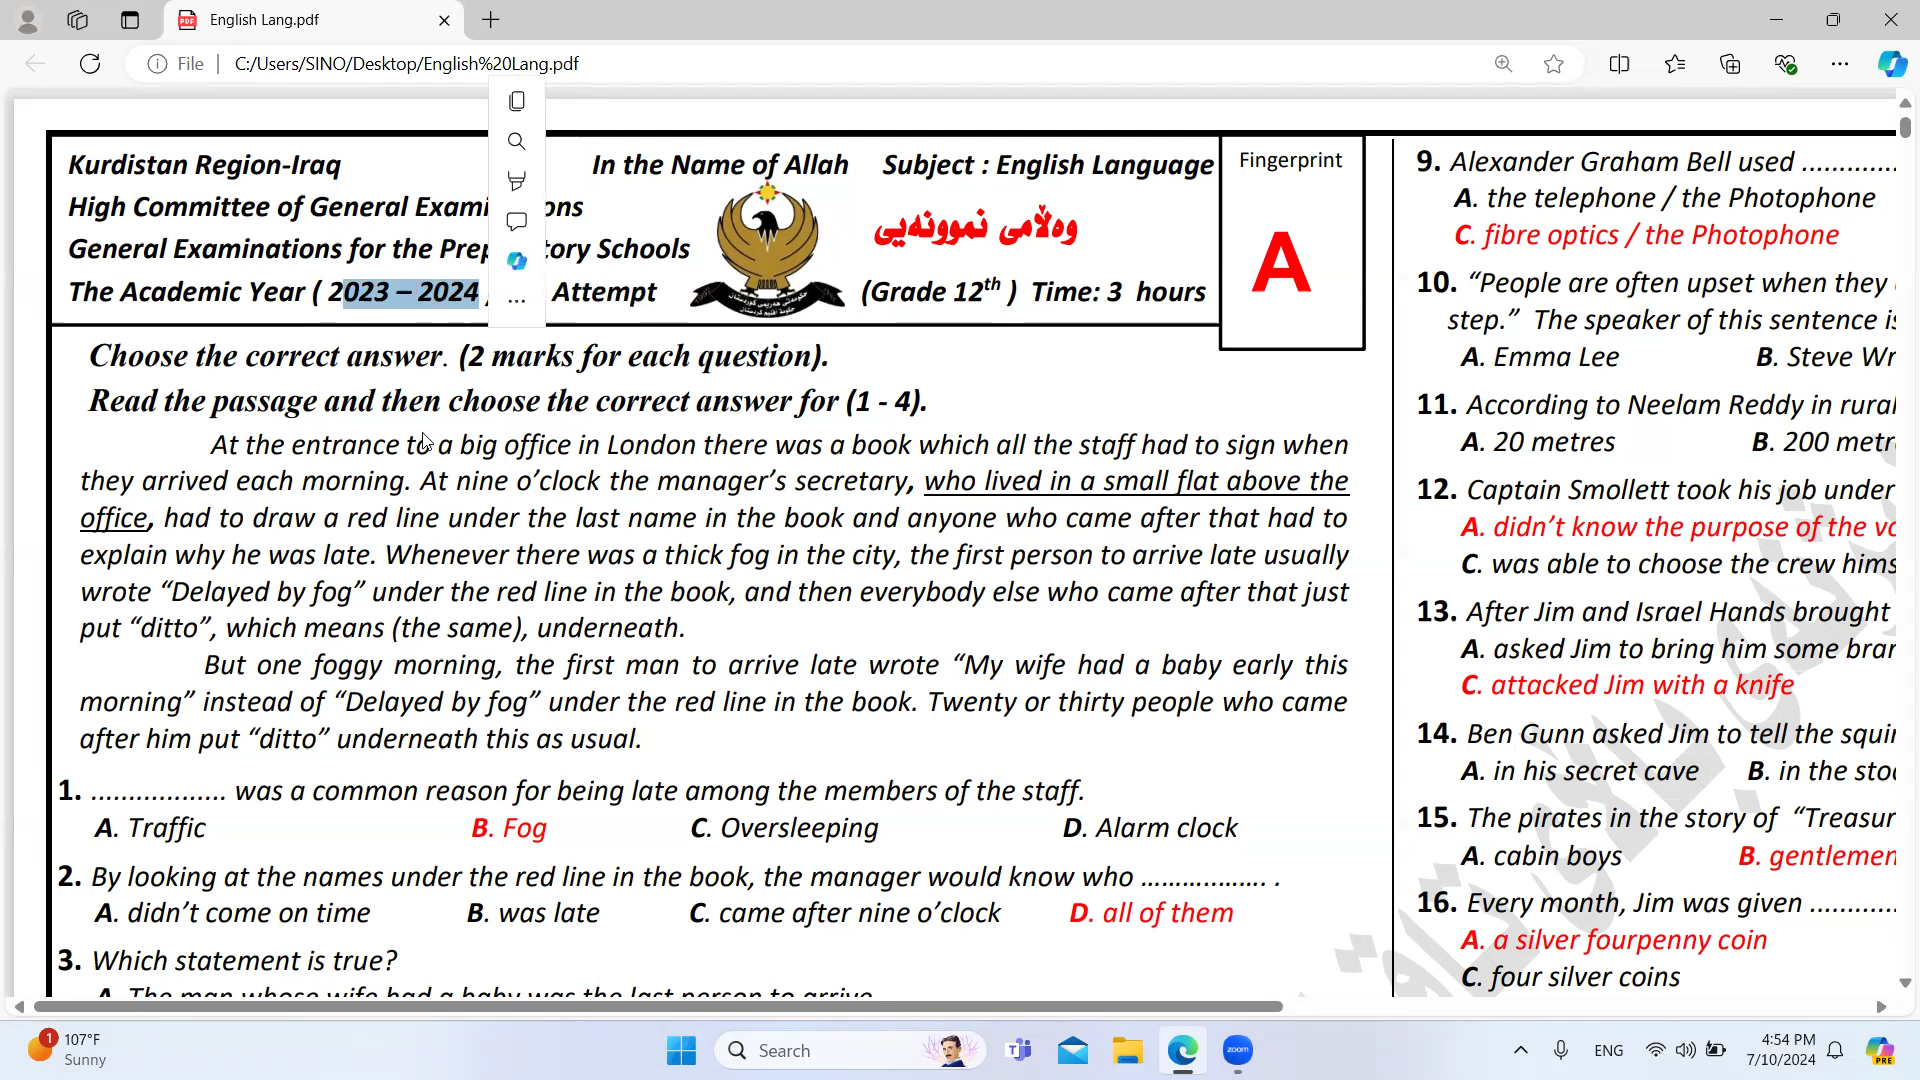 English Lang.pdf
File
C:/Users/SINO/Desktop/English%20Lang.pdf
Kurdistan Region-Iraq
In the Name of Allah
Subject : English Language
High Committee of General Exami ons
وەڵامی نموونەیی
General Examinations for the Prep tory Schools
The Academic Year ( 2023 – 2024 Attempt
(Grade 12th ) Time: 3 hours
Fingerprint
A
Choose the correct answer. (2 marks for each question).
Read the passage and then choose the correct answer for (1 - 4).
At the entrance to a big office in London there was a book which all the staff had to sign when
they arrived each morning. At nine o’clock the manager’s secretary, who lived in a small flat above the
office, had to draw a red line under the last name in the book and anyone who came after that had to
explain why he was late. Whenever there was a thick fog in the city, the first person to arrive late usually
wrote “Delayed by fog” under the red line in the book, and then everybody else who came after that just
put “ditto”, which means (the same), underneath.
But one foggy morning, the first man to arrive late wrote “My wife had a baby early this
morning” instead of “Delayed by fog” under the red line in the book. Twenty or thirty people who came
after him put “ditto” underneath this as usual.
1. .................. was a common reason for being late among the members of the staff.
A. Traffic B. Fog C. Oversleeping D. Alarm clock
2. By looking at the names under the red line in the book, the manager would know who ................ .
A. didn’t come on time B. was late C. came after nine o’clock D. all of them
3. Which statement is true?
A. The man whose wife had a baby was the last person to arrive
9. Alexander Graham Bell used ............
A. the telephone / the Photophone
C. fibre optics / the Photophone
10. “People are often upset when they
step.” The speaker of this sentence is
A. Emma Lee B. Steve Wr
11. According to Neelam Reddy in rural
A. 20 metres B. 200 metr
12. Captain Smollett took his job under
A. didn’t know the purpose of the vo
C. was able to choose the crew hims
13. After Jim and Israel Hands brought
A. asked Jim to bring him some bran
C. attacked Jim with a knife
14. Ben Gunn asked Jim to tell the squir
A. in his secret cave B. in the stoc
15. The pirates in the story of “Treasur
A. cabin boys B. gentlemen
16. Every month, Jim was given ...........
A. a silver fourpenny coin
C. four silver coins
1
107°F
Sunny
Search
zoom
ENG
4:54 PM
7/10/2024
PRE